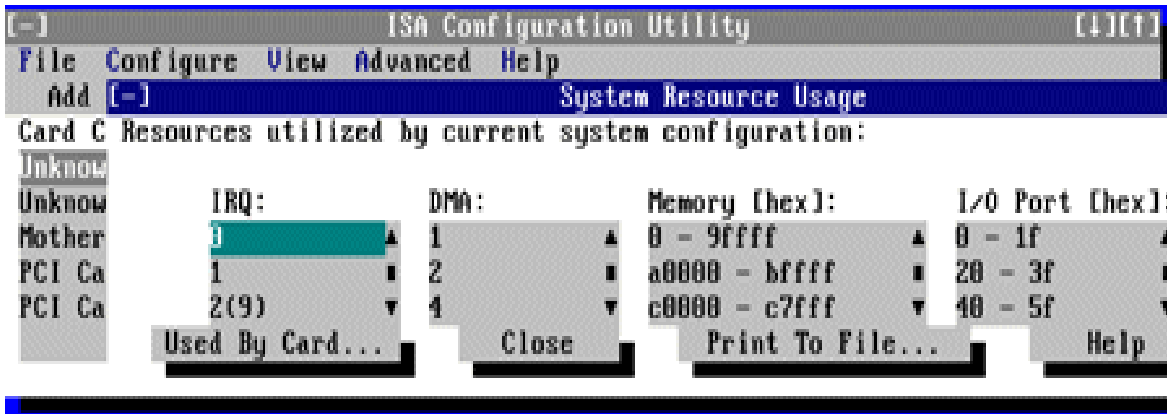 [-] ISA Configuration Utility [↓][↑]
File Configure View Advanced Help
Add [-] System Resource Usage
Card C Resources utilized by current system configuration:
Unknow
Unknow IRQ: DMA: Memory [hex]: I/O Port [hex]:
Mother 0 ▲ 1 ▲ 0 - 9ffff ▲ 0 - 1f
PCI Ca 1 ■ 2 ■ a0000 - bffff ■ 20 - 3f
PCI Ca 2(9) ▼ 4 ▼ c0000 - c7fff ▼ 40 - 5f
Used By Card... Close Print To File... Help